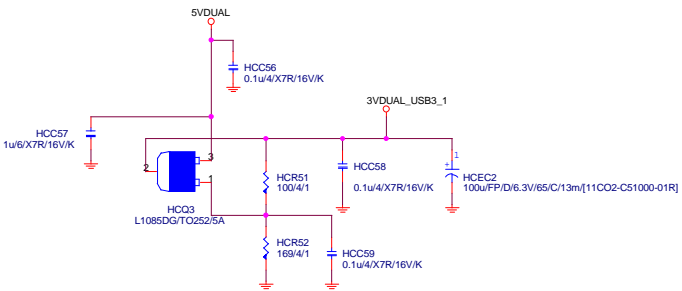 5VDUAL
HCC56
0.1u/4/X7R/16V/K
3VDUAL_USB3_1
HCC57
1u/6/X7R/16V/K
2
3
1
HCQ3
L1085DG/TO252/5A
HCR51
100/4/1
HCC58
0.1u/4/X7R/16V/K
1
+
HCEC2
100u/FP/D/6.3V/65/C/13m/[11CO2-C51000-01R]
HCR52
169/4/1
HCC59
0.1u/4/X7R/16V/K